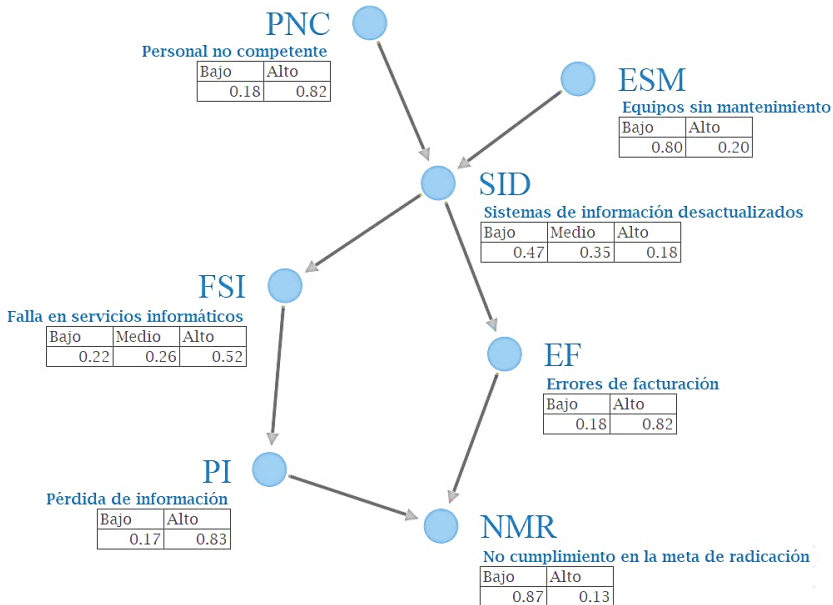 PNC
Personal no competente
Bajo Alto
0.18 0.82
ESM
Equipos sin mantenimiento
Bajo Alto
0.80 0.20
SID
Sistemas de información desactualizados
Bajo Medio Alto
0.47 0.35 0.18
FSI
Falla en servicios informáticos
Bajo Medio Alto
0.22 0.26 0.52
EF
Errores de facturación
Bajo Alto
0.18 0.82
PI
Pérdida de información
Bajo Alto
0.17 0.83
NMR
No cumplimiento en la meta de radicación
Bajo Alto
0.87 0.13